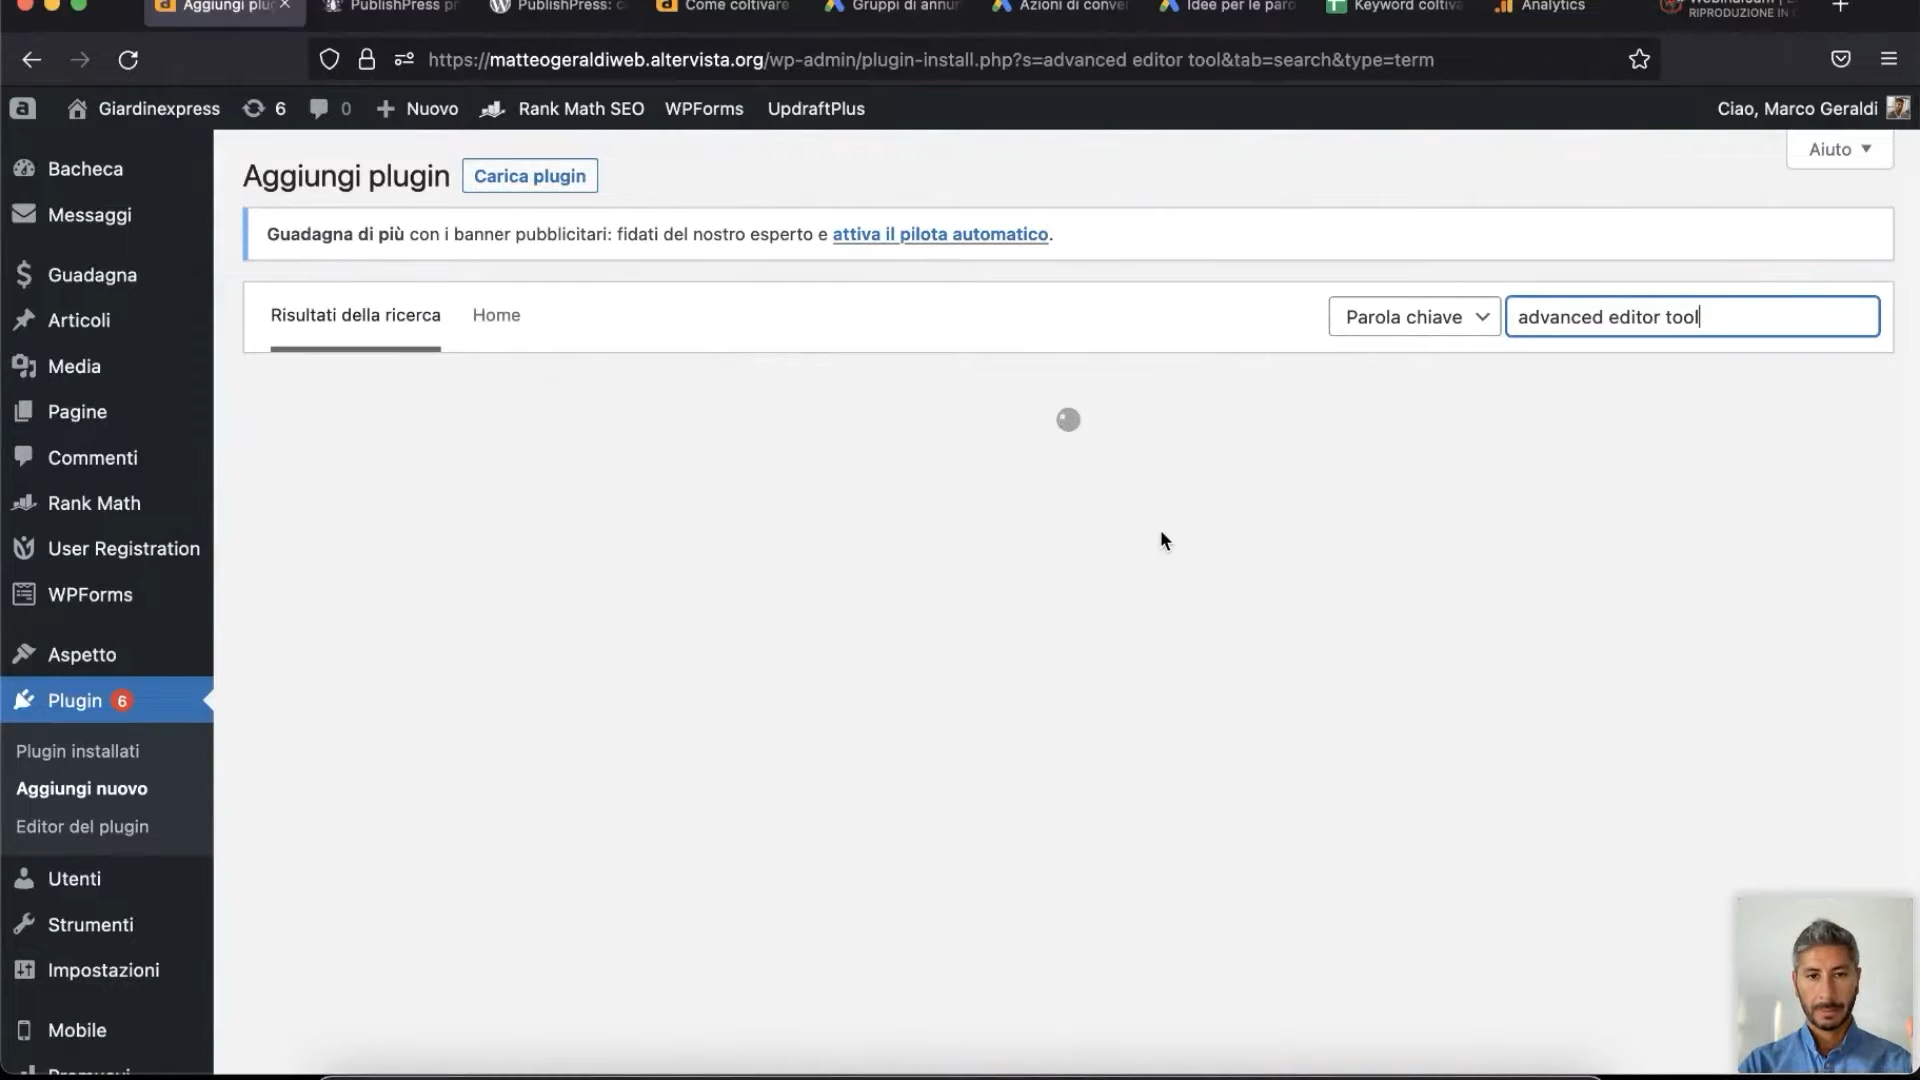 Aggiungi plug
PublishPress pr
PublishPress: c
Come coltivare
Gruppi di annu
Azioni di conve
Idee per le paro
Keyword coltiva
Analytics
RIPRODUZIONE IN
https://matteogeraldiweb.altervista.org/wp-admin/plugin-install.php?s=advanced editor tool&tab=search&type=term
Giardinexpress
6
0
Nuovo
Rank Math SEO
WPForms
UpdraftPlus
Ciao, Marco Geraldi
Aiuto
Bacheca
Messaggi
Guadagna
Articoli
Media
Pagine
Commenti
Rank Math
User Registration
WPForms
Aspetto
Plugin 6
Plugin installati
Aggiungi nuovo
Editor del plugin
Utenti
Strumenti
Impostazioni
Mobile
Aggiungi plugin
Carica plugin
Guadagna di più con i banner pubblicitari: fidati del nostro esperto e attiva il pilota automatico.
Risultati della ricerca
Home
Parola chiave
advanced editor tool